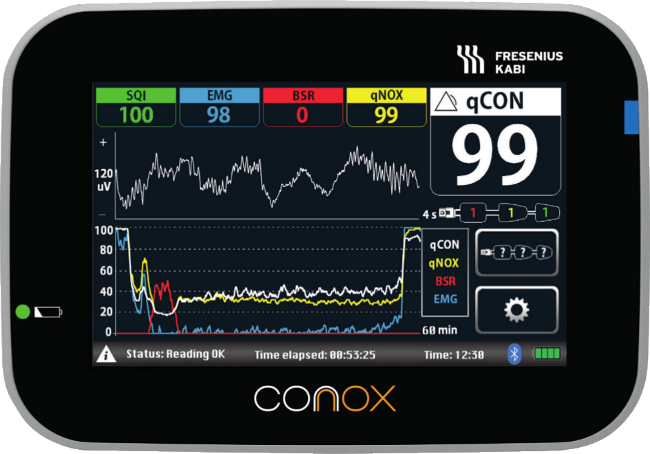 FRESENIUS
KABI
SQI EMG BSR qNOX qCON
100 98 0 99 99
+
120
uV
–
4 s 1 1 1
100
80
60
40
20
0
qCON
qNOX
BSR
EMG
60 min
? ? ?
i Status: Reading OK Time elapsed: 00:53:25 Time: 12:30
conox